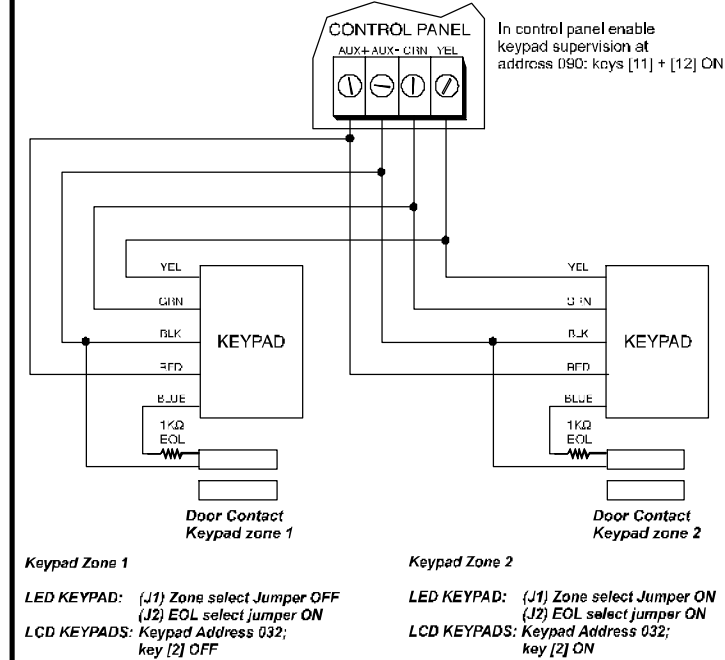 CONTROL PANEL
AUX+ AUX- GRN YEL
In control panel enable
keypad supervision at
address 090: keys [11] + [12] ON
YEL
GRN
BLK
RED
BLUE
KEYPAD
1KΩ
EOL
Door Contact
Keypad zone 1
YEL
GRN
BLK
RED
BLUE
KEYPAD
1KΩ
EOL
Door Contact
Keypad zone 2
Keypad Zone 1
LED KEYPAD: (J1) Zone select Jumper OFF
(J2) EOL select jumper ON
LCD KEYPADS: Keypad Address 032;
key [2] OFF
Keypad Zone 2
LED KEYPAD: (J1) Zone select Jumper ON
(J2) EOL select jumper ON
LCD KEYPADS: Keypad Address 032;
key [2] ON